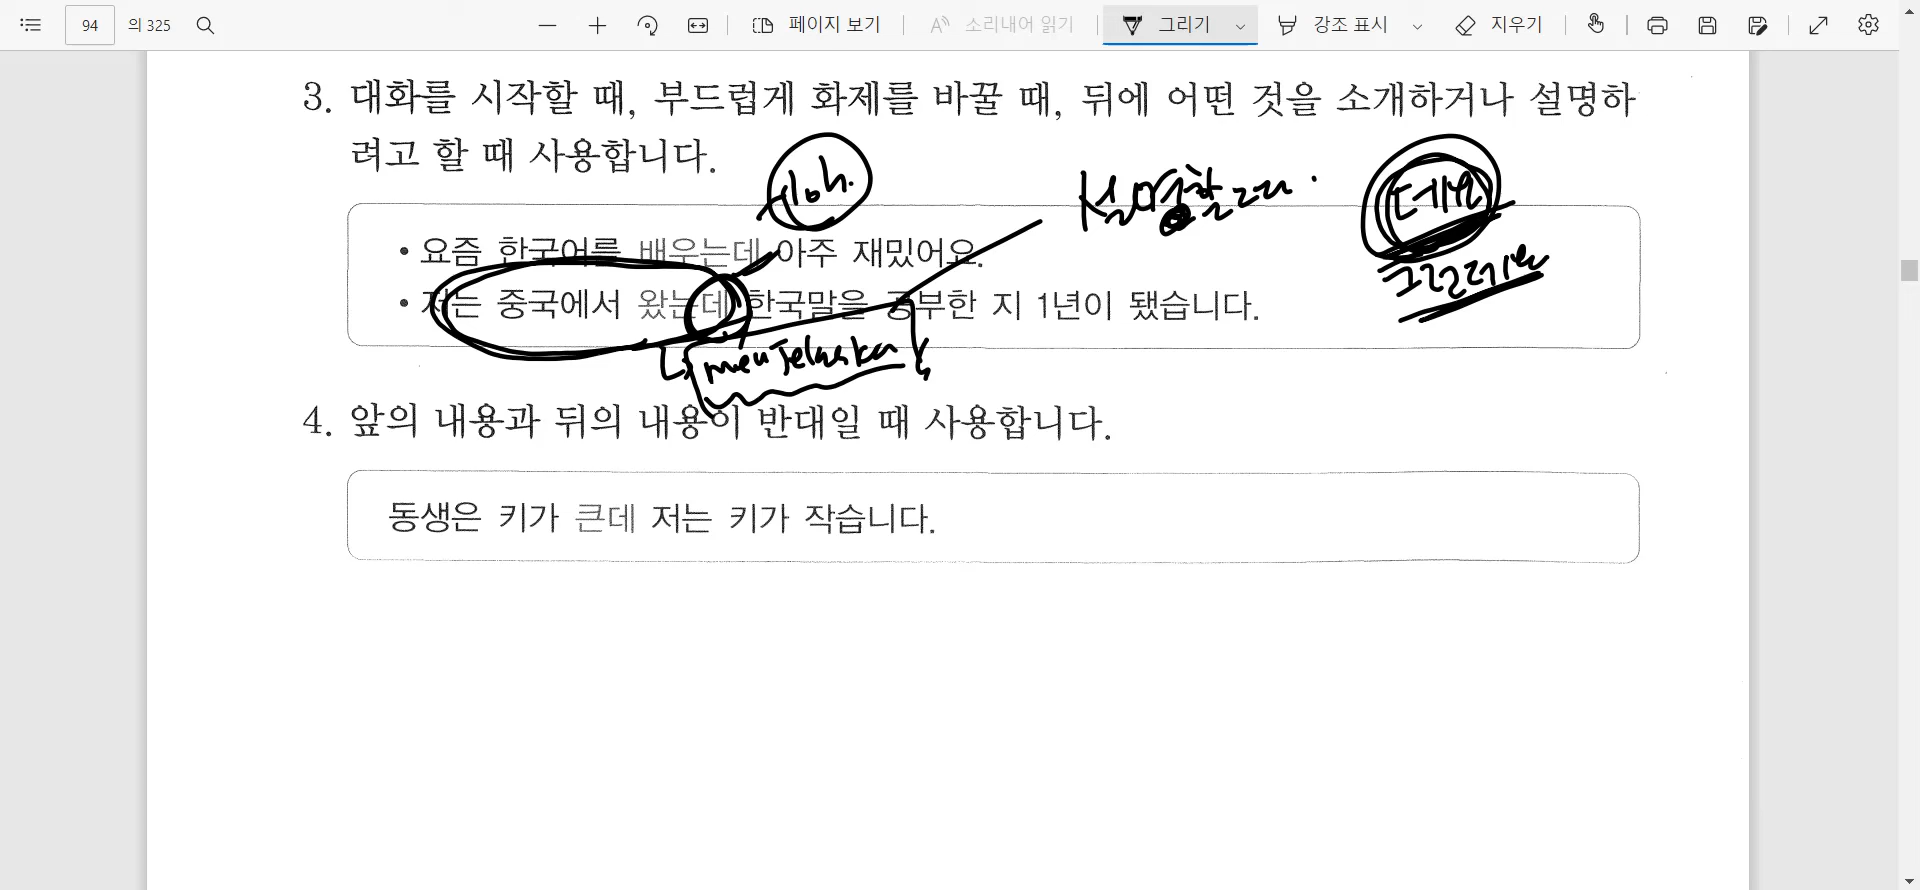 94 의 325 페이지 보기 소리내어 읽기 그리기 강조 표시 지우기
3. 대화를 시작할 때, 부드럽게 화제를 바꿀 때, 뒤에 어떤 것을 소개하거나 설명하
려고 할 때 사용합니다.
• 요즘 한국어를 배우는데 아주 재밌어요.
• 저는 중국에서 왔는데 한국말을 공부한 지 1년이 됐습니다.
4. 앞의 내용과 뒤의 내용이 반대일 때 사용합니다.
동생은 키가 큰데 저는 키가 작습니다.